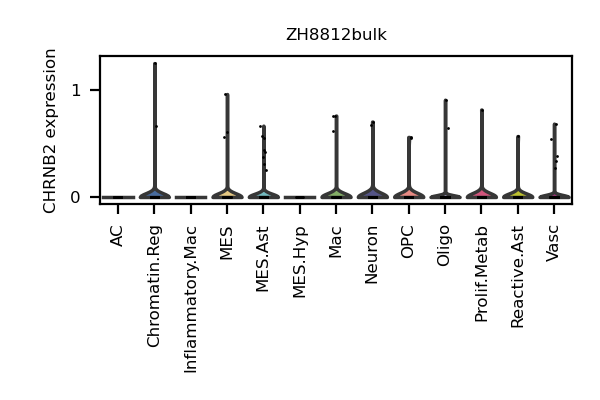 ZH8812bulk
CHRNB2 expression
1
0
AC
Chromatin.Reg
Inflammatory.Mac
MES
MES.Ast
MES.Hyp
Mac
Neuron
OPC
Oligo
Prolif.Metab
Reactive.Ast
Vasc